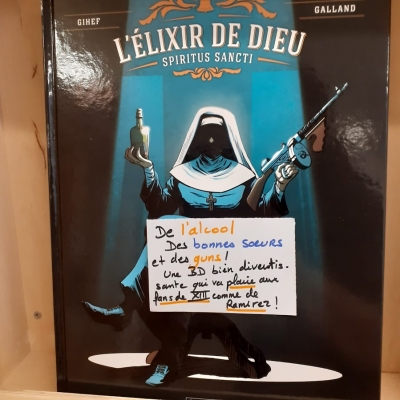 GIHEF
GALLAND
L'ÉLIXIR DE DIEU
SPIRITUS SANCTI
De l'alcool
Des bonnes soeurs
et des guns!
Une BD bien divertis-
sante qui va plaire aux
fans de XIII comme de
Ramirez!